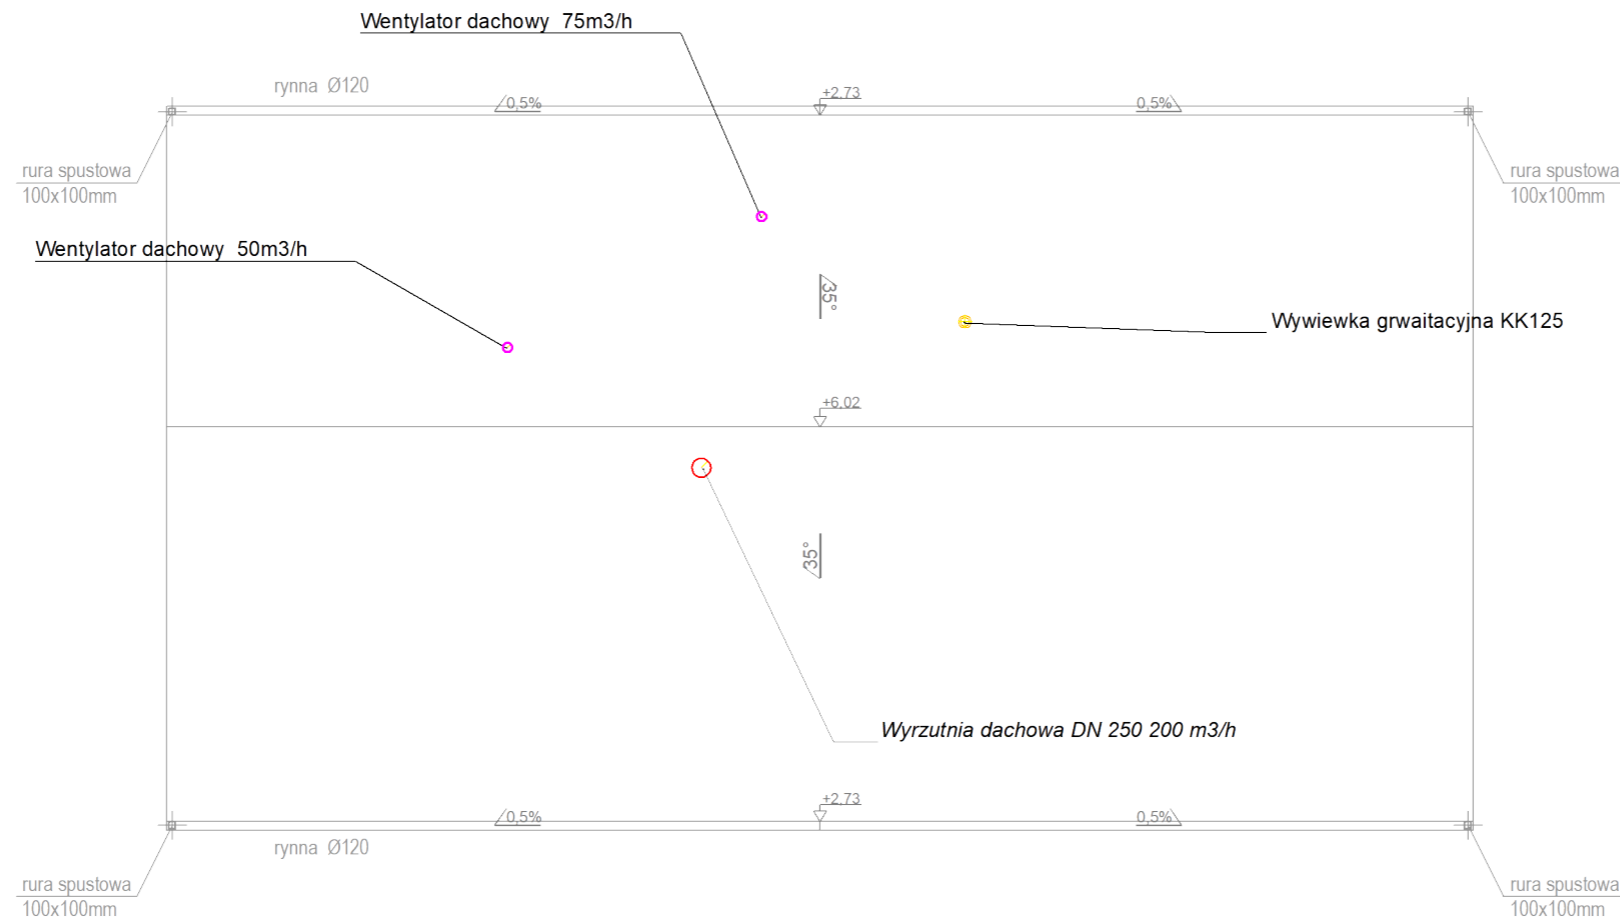 Wentylator dachowy 75m3/h
rynna Ø120
0,5%
+2,73
0,5%
rura spustowa
100x100mm
rura spustowa
100x100mm
Wentylator dachowy 50m3/h
35°
Wywiewka grwaitacyjna KK125
+6,02
35°
Wyrzutnia dachowa DN 250 200 m3/h
0,5%
+2,73
0,5%
rynna Ø120
rura spustowa
100x100mm
rura spustowa
100x100mm